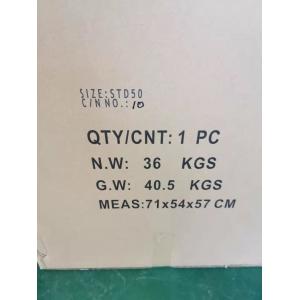 SIZE:STD50
C/NNO.:10
QTY/CNT: 1 PC
N.W: 36 KGS
G.W: 40.5 KGS
MEAS:71x54x57 CM